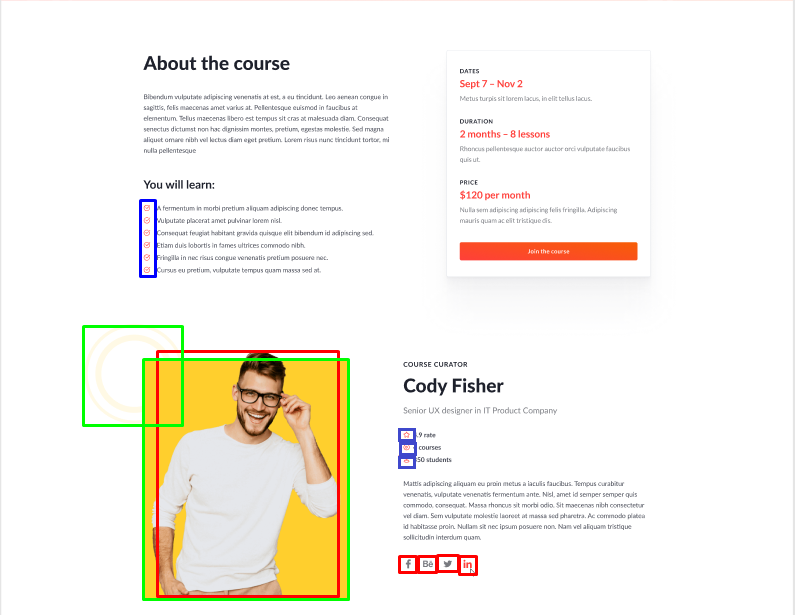 About the course
Bibendum vulputate adipiscing venenatis at est, a eu tincidunt. Leo aenean congue in
sagittis, felis maecenas amet varius at. Pellentesque euismod in faucibus at
elementum. Tellus maecenas libero est tempus sit cras at malesuada diam. Consequat
senectus dictumst non hac dignissim montes, pretium, egestas molestie. Sed magna
aliquet ornare nibh vel lectus diam eget pretium. Lorem risus nunc tincidunt tortor, mi
nulla pellentesque
You will learn:
A fermentum in morbi pretium aliquam adipiscing donec tempus.
Vulputate placerat amet pulvinar lorem nisl.
Consequat feugiat habitant gravida quisque elit bibendum id adipiscing sed.
Etiam duis lobortis in fames ultrices commodo nibh.
Fringilla in nec risus congue venenatis pretium posuere nec.
Cursus eu pretium, vulputate tempus quam massa sed at.
DATES
Sept 7 – Nov 2
Metus turpis sit lorem lacus, in elit tellus lacus.
DURATION
2 months – 8 lessons
Rhoncus pellentesque auctor auctor orci vulputate faucibus
quis ut.
PRICE
$120 per month
Nulla sem adipiscing adipiscing felis fringilla. Adipiscing
mauris quam ac elit tristique dis.
Join the course
COURSE CURATOR
Cody Fisher
Senior UX designer in IT Product Company
.9 rate
courses
50 students
Mattis adipiscing aliquam eu proin metus a iaculis faucibus. Tempus curabitur
venenatis, vulputate venenatis fermentum ante. Nisl, amet id semper semper quis
commodo, consequat. Massa rhoncus sit morbi odio. Sit maecenas nibh consectetur
vel diam. Sem vulputate molestie laoreet at massa sed pharetra. Ac commodo platea
id habitasse proin. Nullam sit nec ipsum posuere non. Nam vel aliquam tristique
sollicitudin interdum quam.
f Bē in